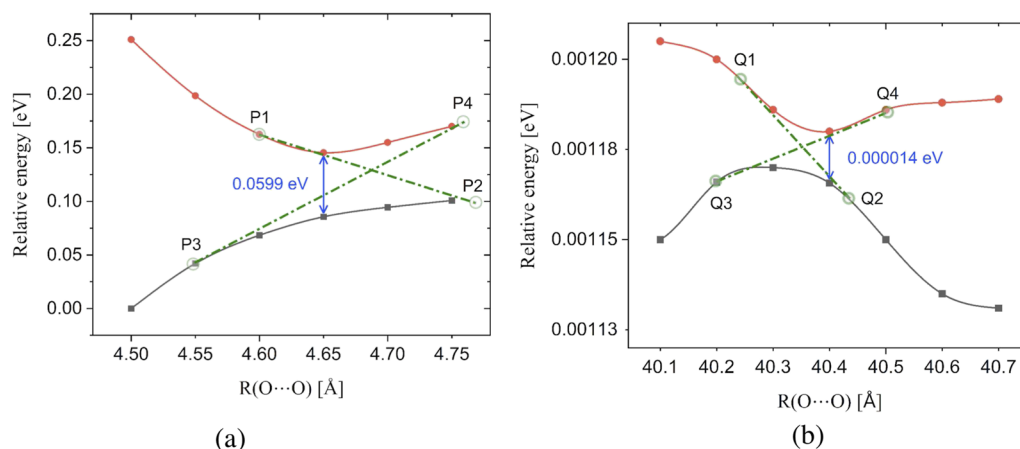 Relative energy [eV]
0.25
0.20
0.15
0.10
0.05
0.00
P1
P4
0.0599 eV
P2
P3
4.50 4.55 4.60 4.65 4.70 4.75
R(O···O) [Å]
(a)
Relative energy [eV]
0.00120
0.00118
0.00115
0.00113
Q1
Q4
0.000014 eV
Q3
Q2
40.1 40.2 40.3 40.4 40.5 40.6 40.7
R(O···O) [Å]
(b)